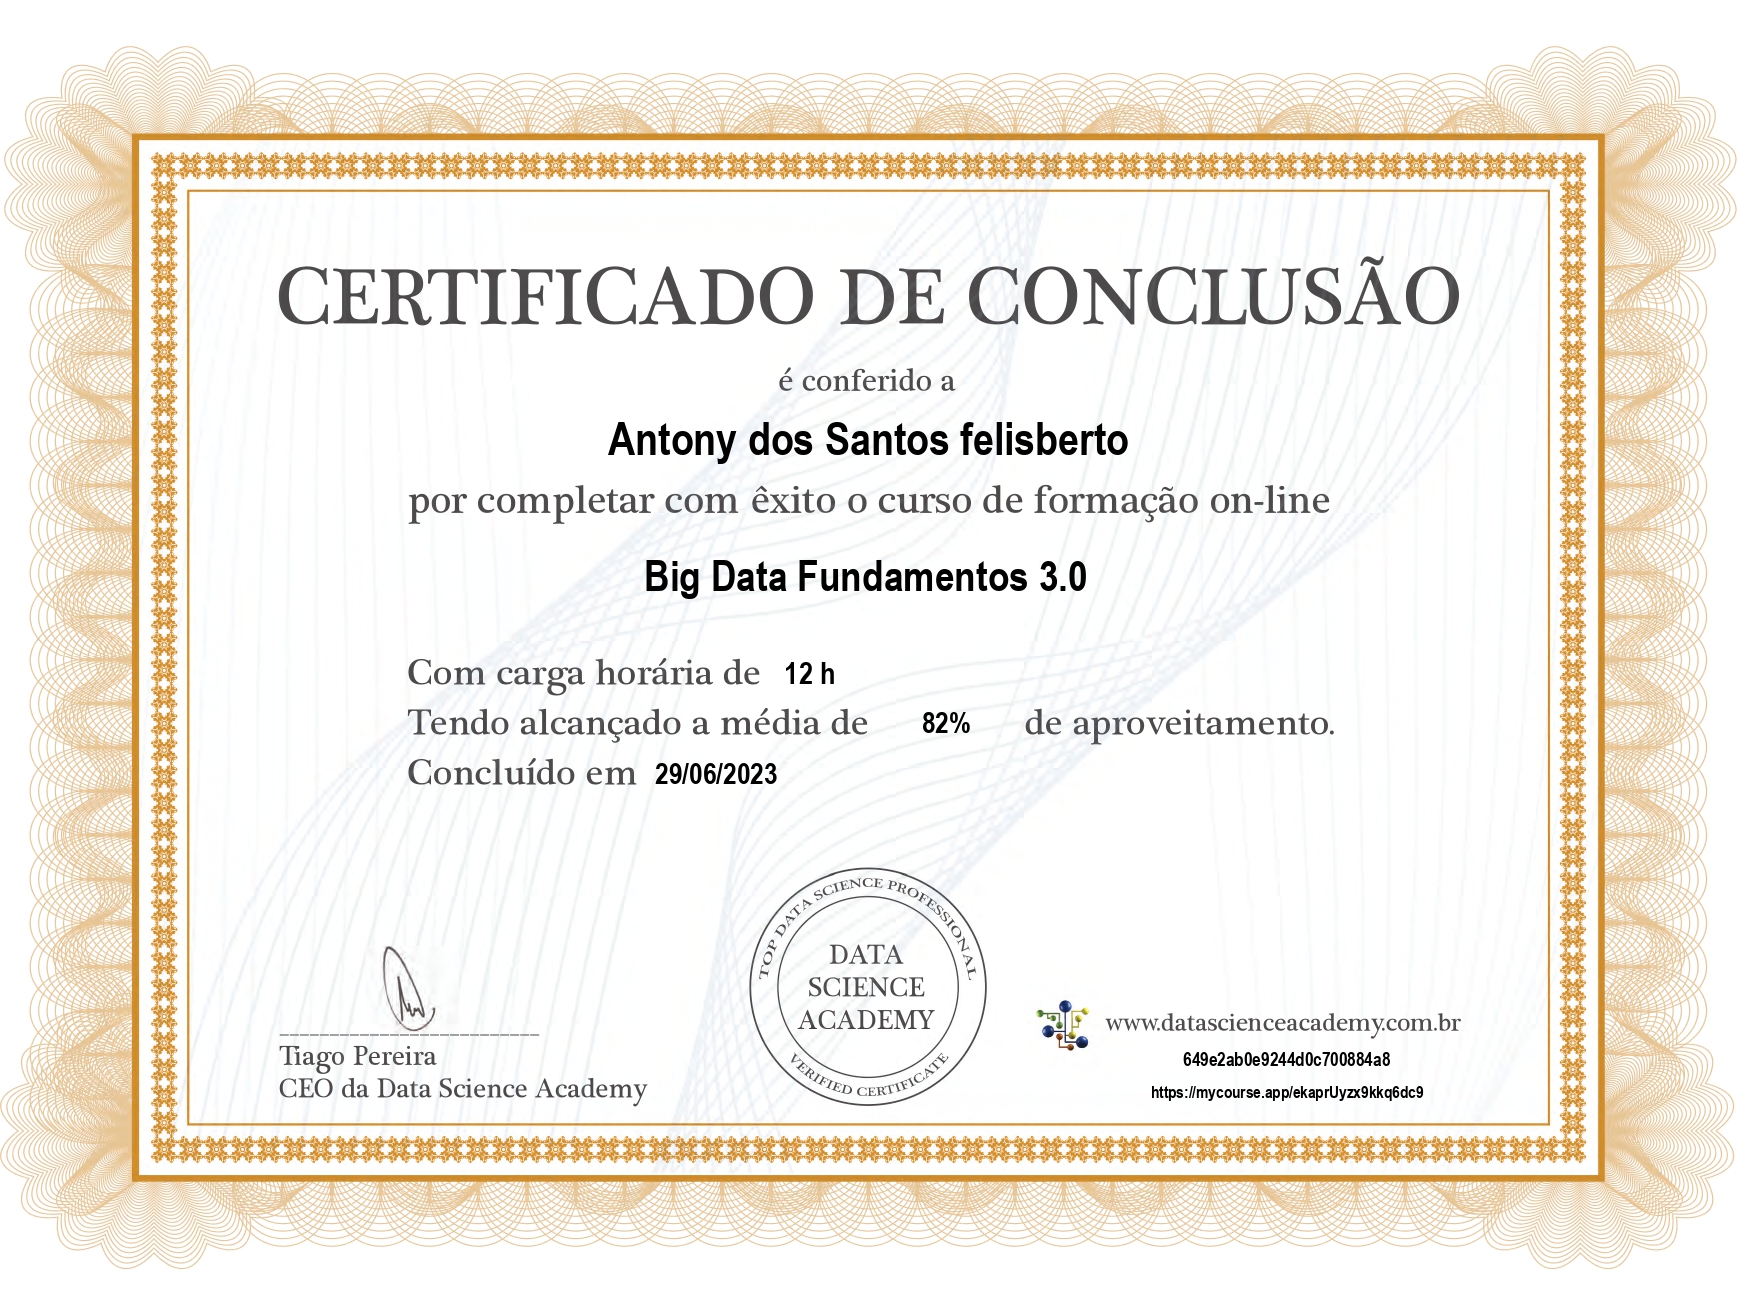 CERTIFICADO DE CONCLUSÃO
é conferido a
Antony dos Santos felisberto
por completar com êxito o curso de formação on-line
Big Data Fundamentos 3.0
Com carga horária de 12 h
Tendo alcançado a média de 82% de aproveitamento.
Concluído em 29/06/2023
Tiago Pereira
CEO da Data Science Academy
TOP DATA SCIENCE PROFESSIONAL
DATA
SCIENCE
ACADEMY
VERIFIED CERTIFICATE
www.datascienceacademy.com.br
649e2ab0e9244d0c700884a8
https://mycourse.app/ekaprUyzx9kkq6dc9